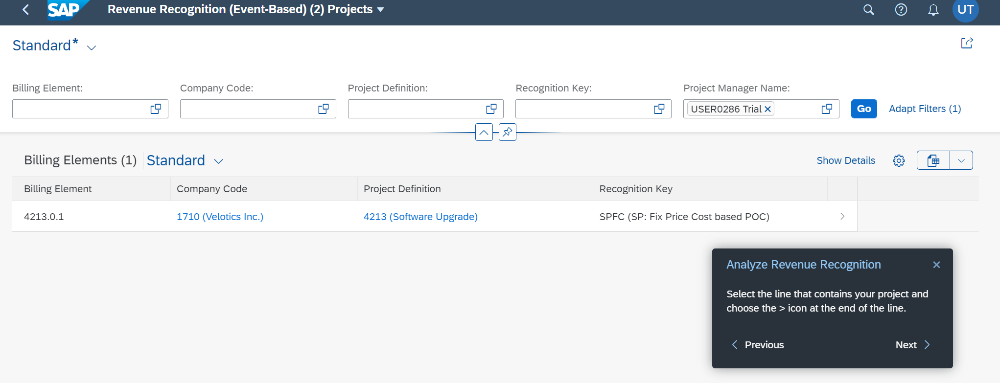 SAP Revenue Recognition (Event-Based) (2) Projects UT
Standard*
Billing Element: Company Code: Project Definition: Recognition Key: Project Manager Name:
USER0286 Trial Go Adapt Filters (1)
Billing Elements (1) Standard Show Details
Billing Element Company Code Project Definition Recognition Key
4213.0.1 1710 (Velotics Inc.) 4213 (Software Upgrade) SPFC (SP: Fix Price Cost based POC)
Analyze Revenue Recognition
Select the line that contains your project and
choose the > icon at the end of the line.
Previous Next